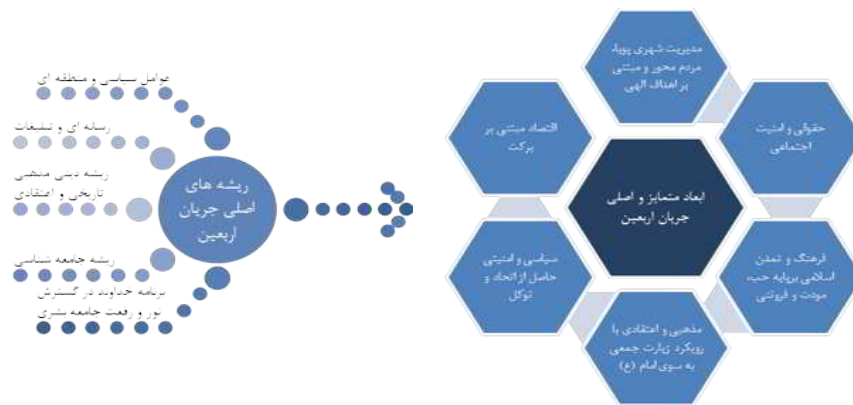 عوامل سیاسی و منطقه ای
رسانه ای و تبلیغات
ریشه دینی مذهبی
تاریخی و اعتقادی
ریشه جامعه شناسی
برنامه خداوند در گسترش
نور و رفعت جامعه بشری
ریشه های
اصلی جریان
اربعین
مدیریت شهری پویا،
مردم محور و مبتنی
بر اهداف الهی
حقوقی و امنیت
اجتماعی
فرهنگ و تمدن
اسلامی برپایه حب،
مودت و فروتنی
مذهبی و اعتقادی با
رویکرد زیارت جمعی
به سوی امام (ع)
سیاسی و امنیتی
حاصل از اتحاد و
توکل
اقتصاد مبتنی بر
برکت
ابعاد متمایز و اصلی
جریان اربعین